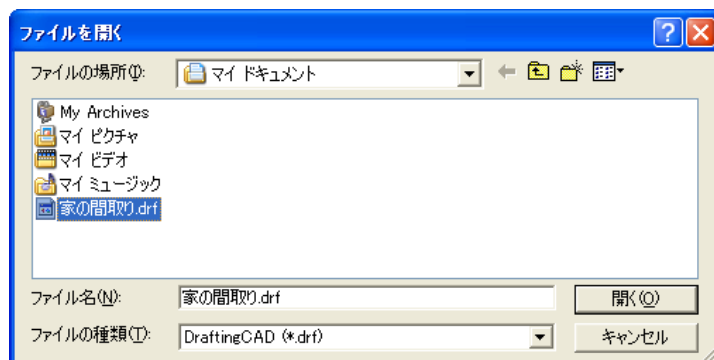 ファイルを開く
ファイルの場所(I):
マイ ドキュメント
My Archives
マイ ピクチャ
マイ ビデオ
マイ ミュージック
家の間取り.drf
ファイル名(N):
家の間取り.drf
開く(O)
ファイルの種類(T):
DraftingCAD (*.drf)
キャンセル